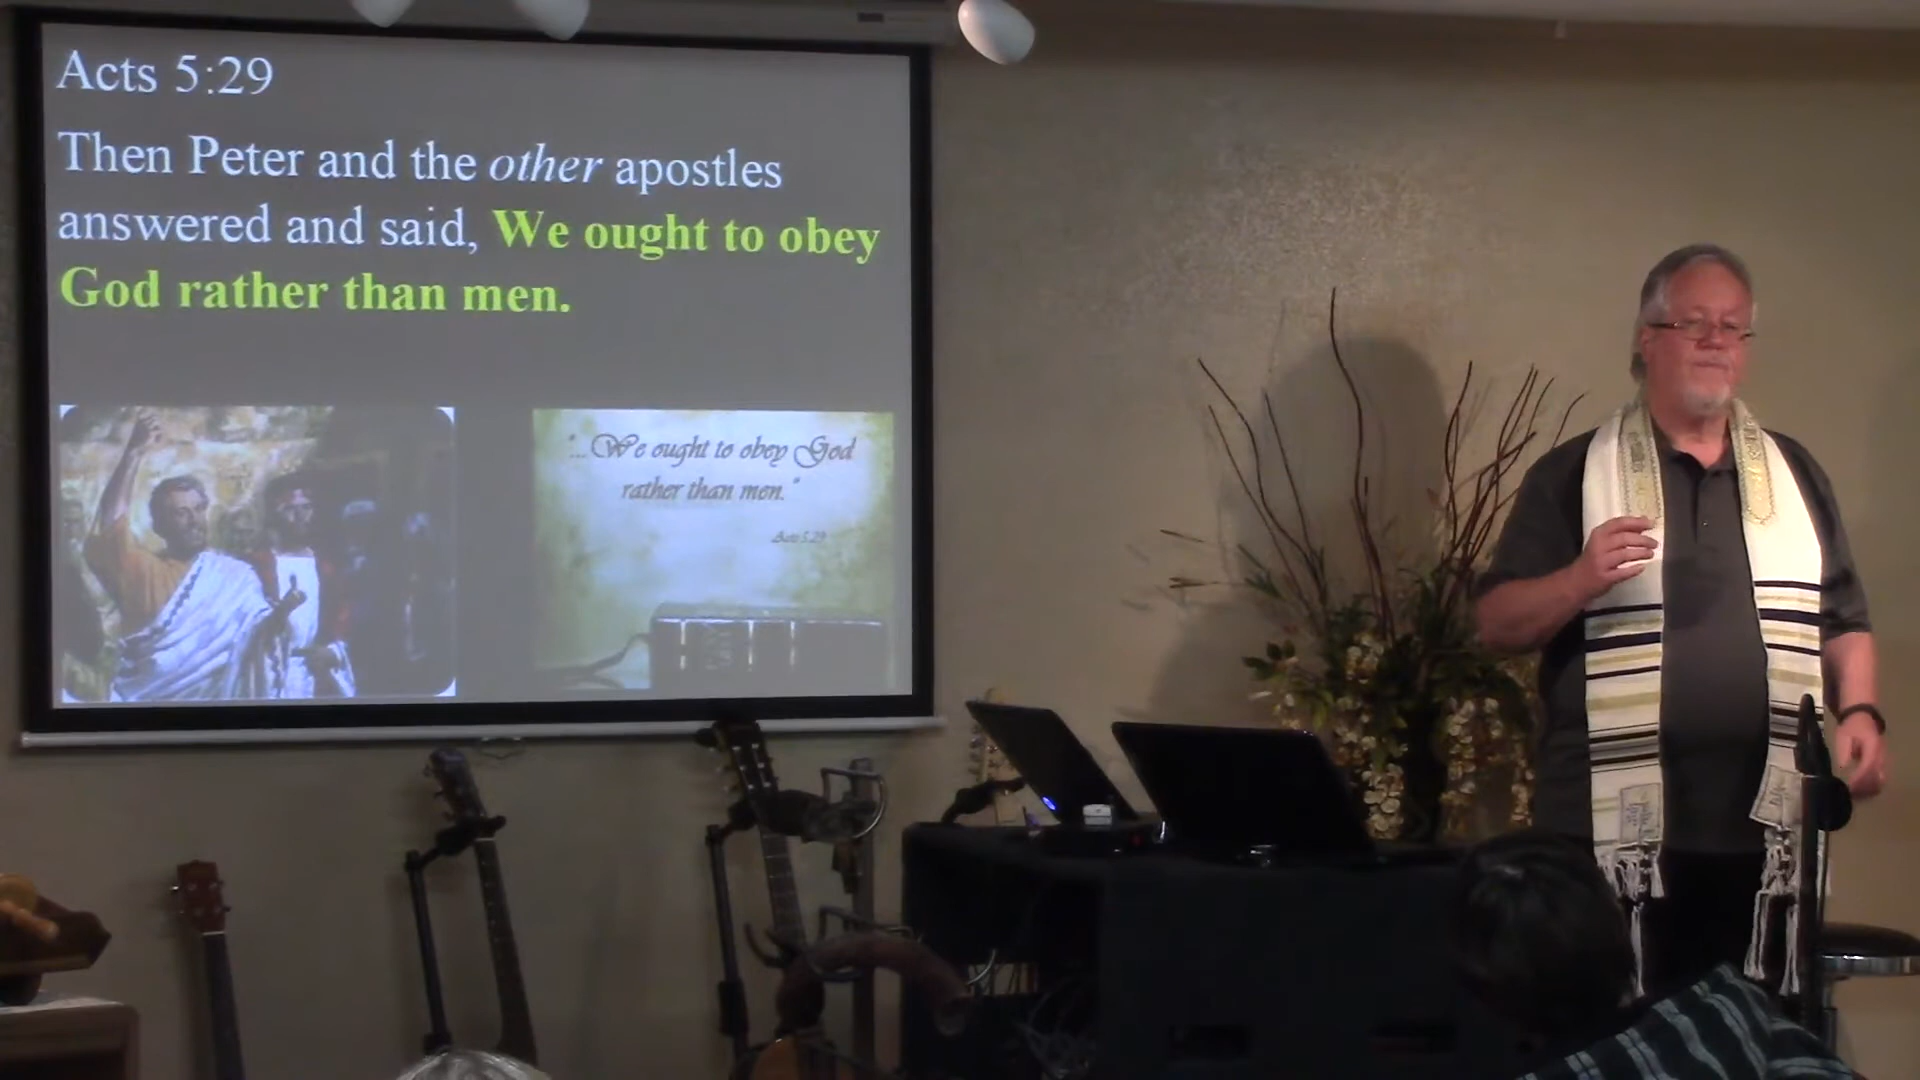 Acts 5:29
Then Peter and the other apostles
answered and said, We ought to obey
God rather than men.
"...We ought to obey God
rather than men."
Acts 5:29